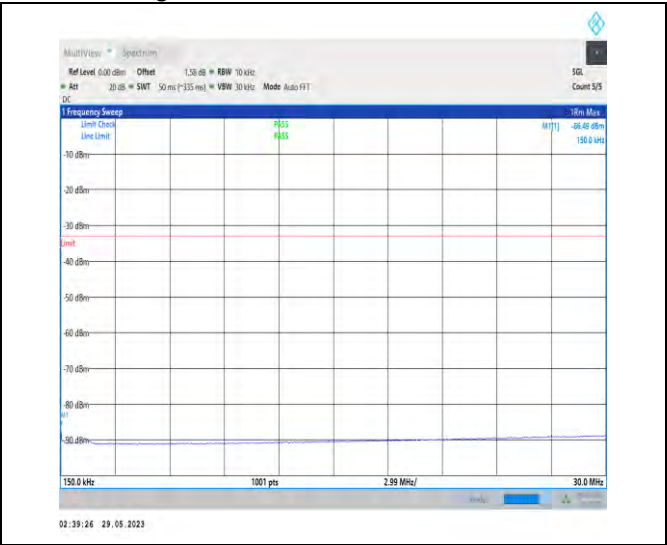 MultiView Spectrum
Ref Level 0.00 dBm Offset 1.58 dB RBW 10 kHz SGL
Att 20 dB SWT 50 ms (~335 ms) VBW 30 kHz Mode Auto FFT Count 5/5
DC
1 Frequency Sweep 1Rm Max
Limit Check PASS M1[1] -86.49 dBm
Line Limit PASS 150.0 kHz
-10 dBm
-20 dBm
-30 dBm
Limit
-40 dBm
-50 dBm
-60 dBm
-70 dBm
-80 dBm
M1
-90 dBm
150.0 kHz 1001 pts 2.99 MHz/ 30.0 MHz
02:39:26 29.05.2023